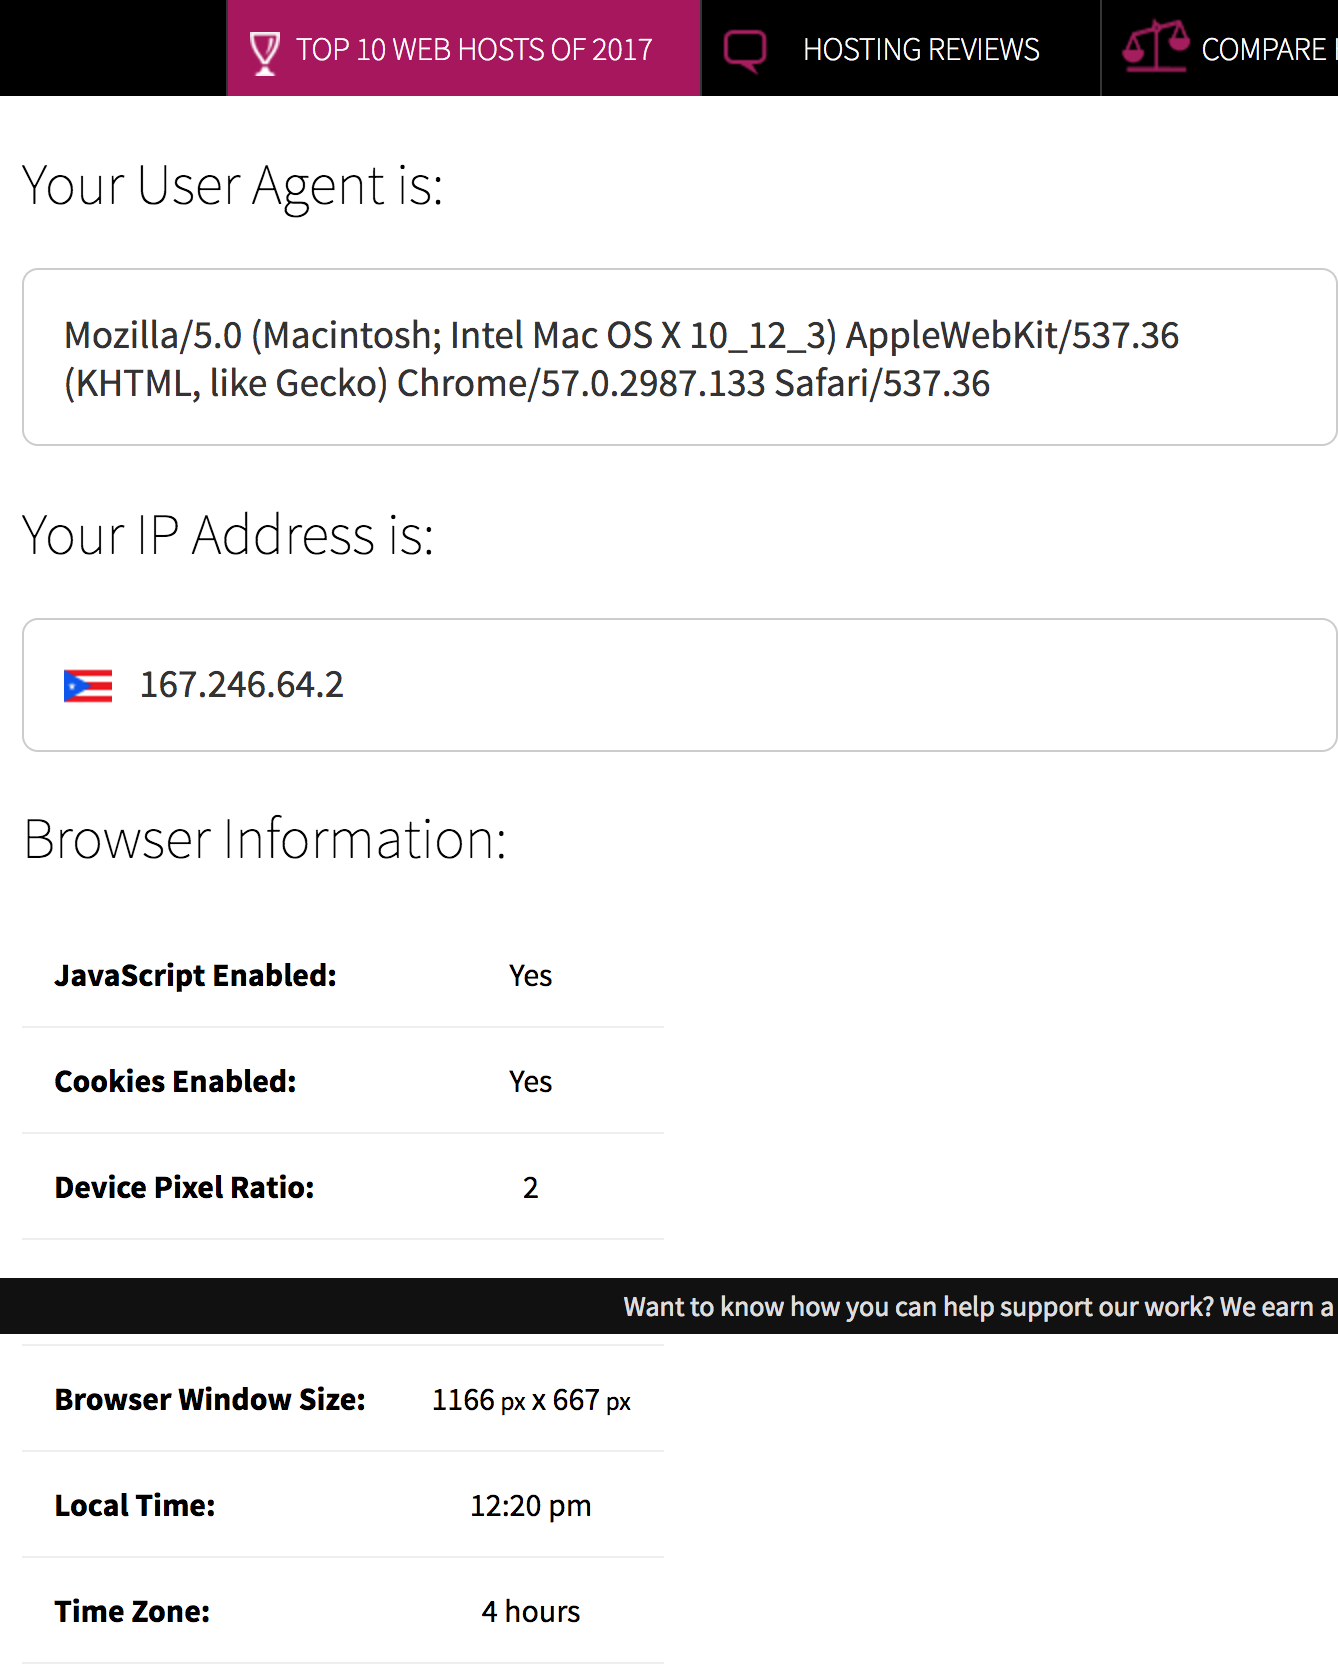 TOP 10 WEB HOSTS OF 2017
HOSTING REVIEWS
COMPARE
Your User Agent is:
Mozilla/5.0 (Macintosh; Intel Mac OS X 10_12_3) AppleWebKit/537.36
(KHTML, like Gecko) Chrome/57.0.2987.133 Safari/537.36
Your IP Address is:
167.246.64.2
Browser Information:
JavaScript Enabled: Yes
Cookies Enabled: Yes
Device Pixel Ratio: 2
Want to know how you can help support our work? We earn a
Browser Window Size: 1166 px x 667 px
Local Time: 12:20 pm
Time Zone: 4 hours